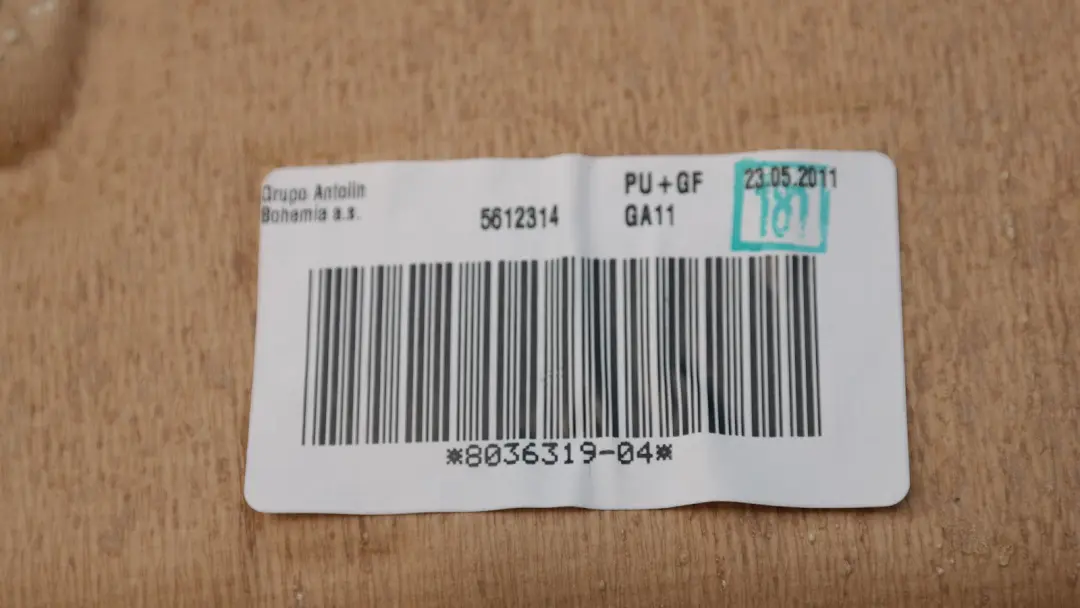 Grupo Antolin
Bohemia a.s.
5612314
PU+GF
GA11
23.05.2011
187
*8036319-04*